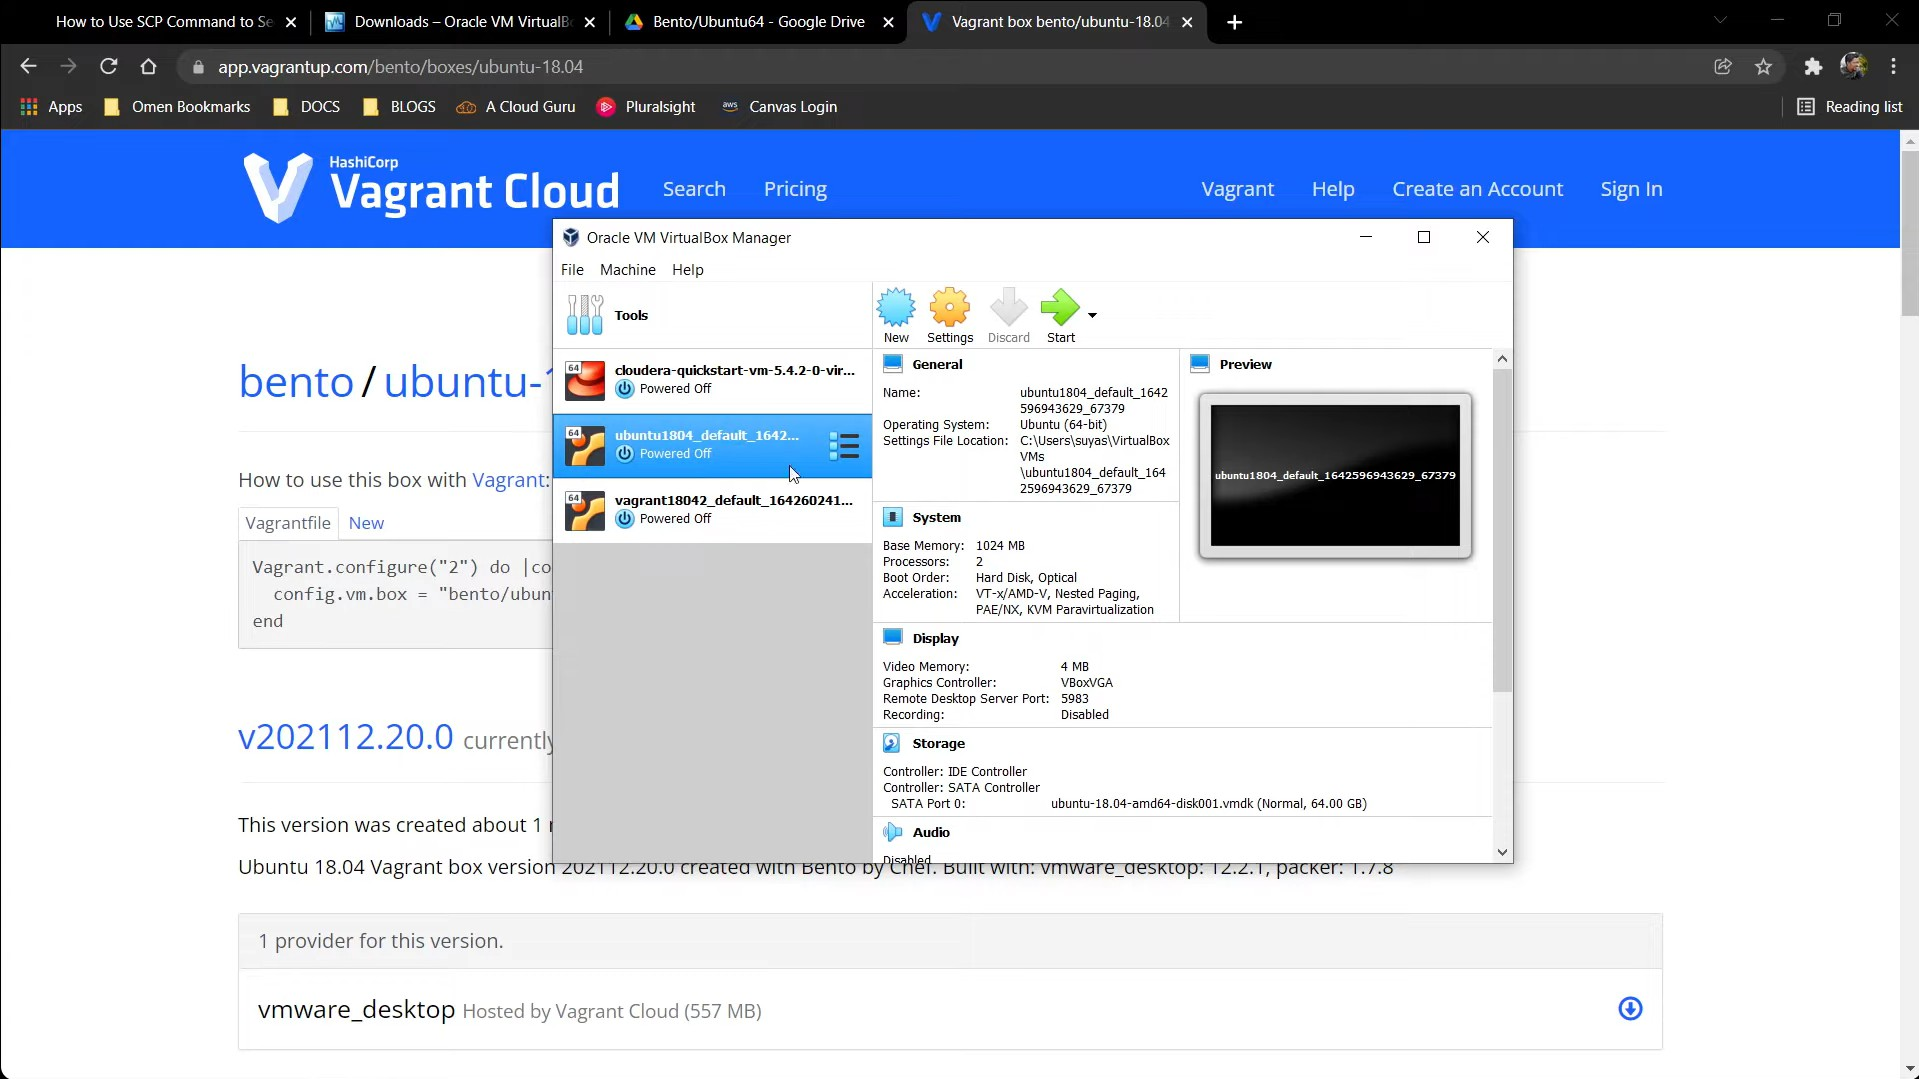 How to Use SCP Command to Se
Downloads – Oracle VM VirtualB
Bento/Ubuntu64 - Google Drive
Vagrant box bento/ubuntu-18.04
app.vagrantup.com/bento/boxes/ubuntu-18.04
Apps
Omen Bookmarks
DOCS
BLOGS
A Cloud Guru
Pluralsight
aws
Canvas Login
Reading list
HashiCorp
Vagrant Cloud
Search
Pricing
Vagrant
Help
Create an Account
Sign In
bento / ubuntu-1
How to use this box with Vagrant:
Vagrantfile
New
Vagrant.configure("2") do |co
config.vm.box = "bento/ubun
end
v202112.20.0 currently
This version was created about 1
Ubuntu 18.04 Vagrant box version 202112.20.0 created with Bento by Chef. Built with: vmware_desktop: 12.2.1, packer: 1.7.8
1 provider for this version.
vmware_desktop Hosted by Vagrant Cloud (557 MB)
Oracle VM VirtualBox Manager
File
Machine
Help
Tools
New
Settings
Discard
Start
64
cloudera-quickstart-vm-5.4.2-0-vir...
Powered Off
64
ubuntu1804_default_1642...
Powered Off
64
vagrant18042_default_164260241...
Powered Off
General
Name: ubuntu1804_default_1642
596943629_67379
Operating System: Ubuntu (64-bit)
Settings File Location: C:\Users\suyas\VirtualBox
VMs
\ubuntu1804_default_164
2596943629_67379
System
Base Memory: 1024 MB
Processors: 2
Boot Order: Hard Disk, Optical
Acceleration: VT-x/AMD-V, Nested Paging,
PAE/NX, KVM Paravirtualization
Preview
ubuntu1804_default_1642596943629_67379
Display
Video Memory: 4 MB
Graphics Controller: VBoxVGA
Remote Desktop Server Port: 5983
Recording: Disabled
Storage
Controller: IDE Controller
Controller: SATA Controller
SATA Port 0: ubuntu-18.04-amd64-disk001.vmdk (Normal, 64.00 GB)
Audio
Disabled